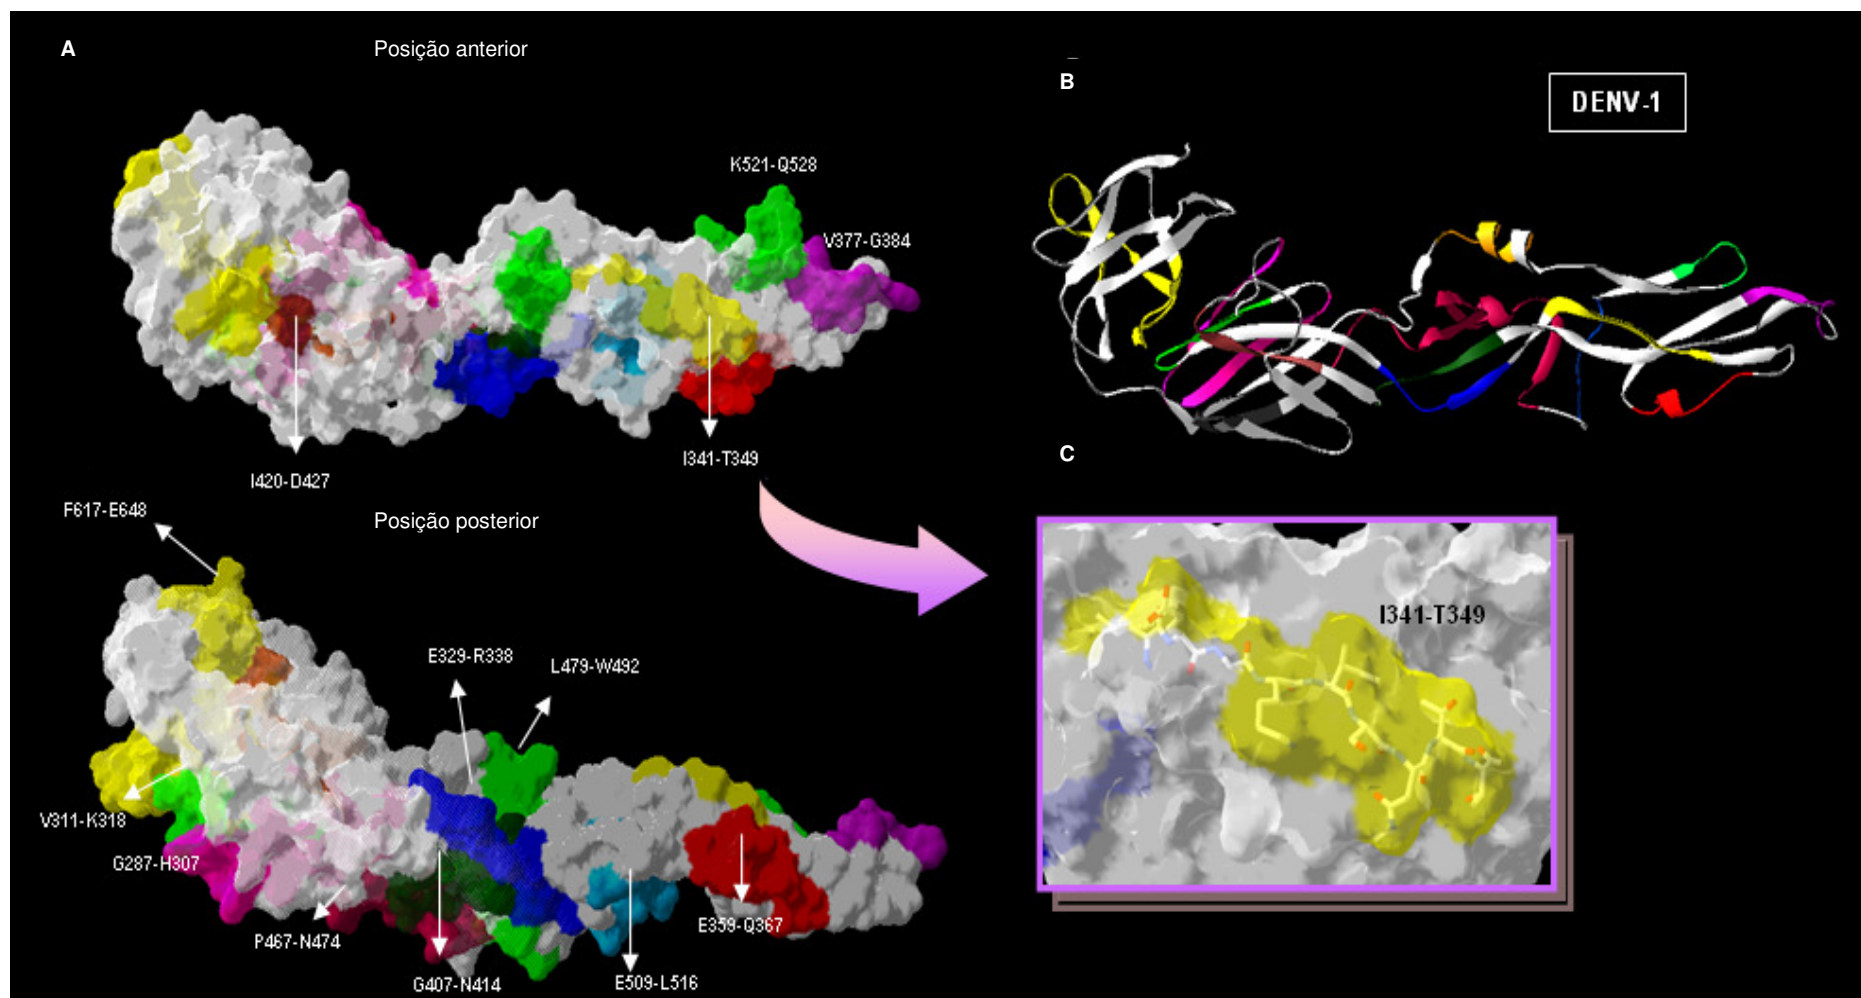 A
Posição anterior
B
DENV-1
K521-Q528
V377-G384
I341-T349
I420-D427
C
F617-E648
Posição posterior
I341-T349
E329-R338
L479-W492
V311-K318
G287-H307
P467-N474
E359-Q367
G407-N414
E509-L516